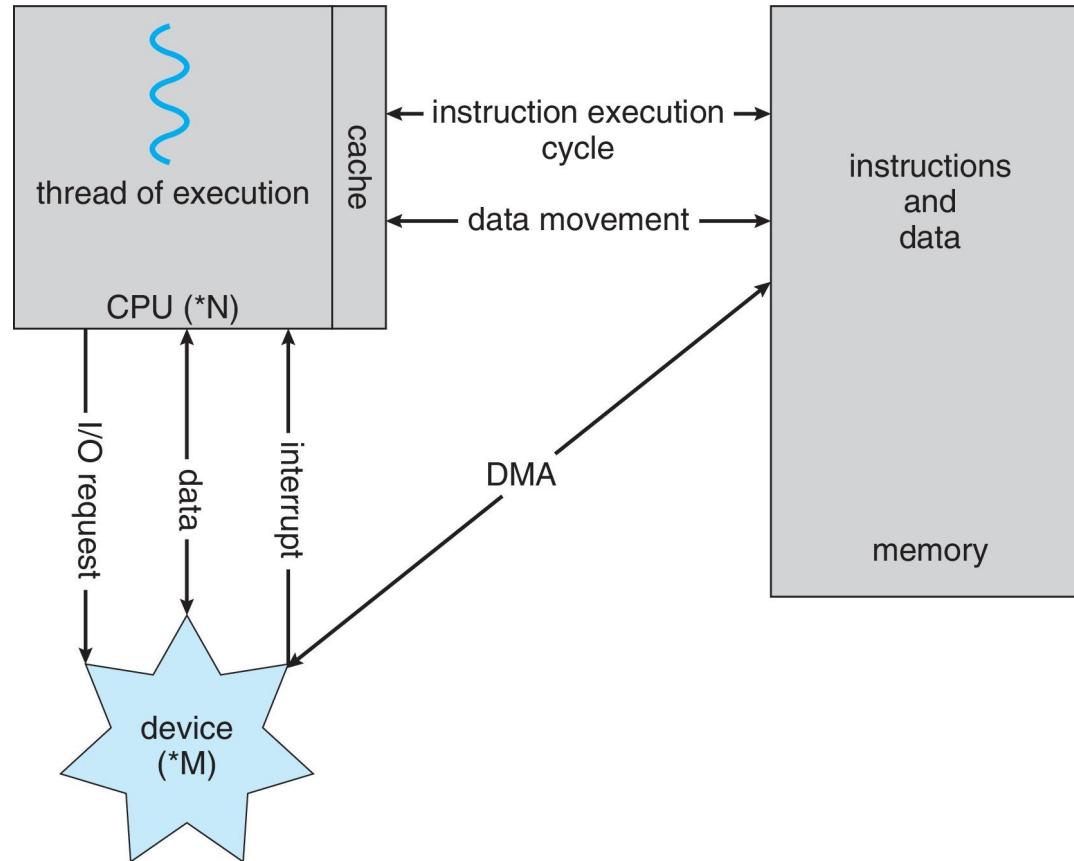 thread of execution
CPU (*N)
cache
instruction execution
cycle
data movement
instructions
and
data
memory
I/O request
data
interrupt
DMA
device
(*M)